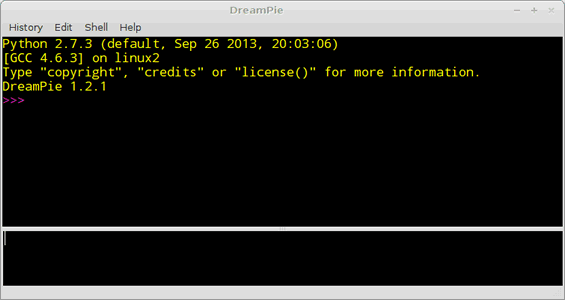 DreamPie
History Edit Shell Help
Python 2.7.3 (default, Sep 26 2013, 20:03:06)
[GCC 4.6.3] on linux2
Type "copyright", "credits" or "license()" for more information.
DreamPie 1.2.1
>>>